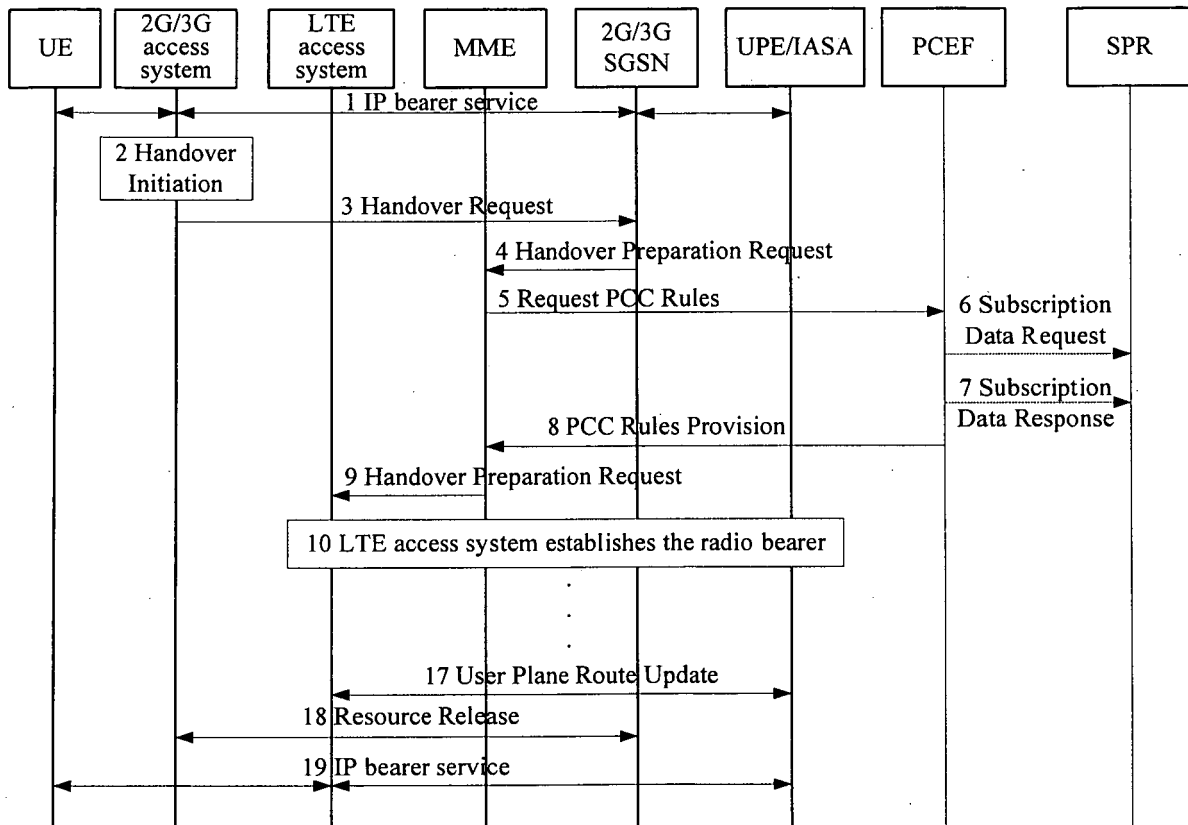 UE
2G/3G
access
system
LTE
access
system
MME
2G/3G
SGSN
UPE/IASA
PCEF
SPR
1 IP bearer service
2 Handover
Initiation
3 Handover Request
4 Handover Preparation Request
5 Request PCC Rules
6 Subscription
Data Request
7 Subscription
Data Response
8 PCC Rules Provision
9 Handover Preparation Request
10 LTE access system establishes the radio bearer
17 User Plane Route Update
18 Resource Release
19 IP bearer service